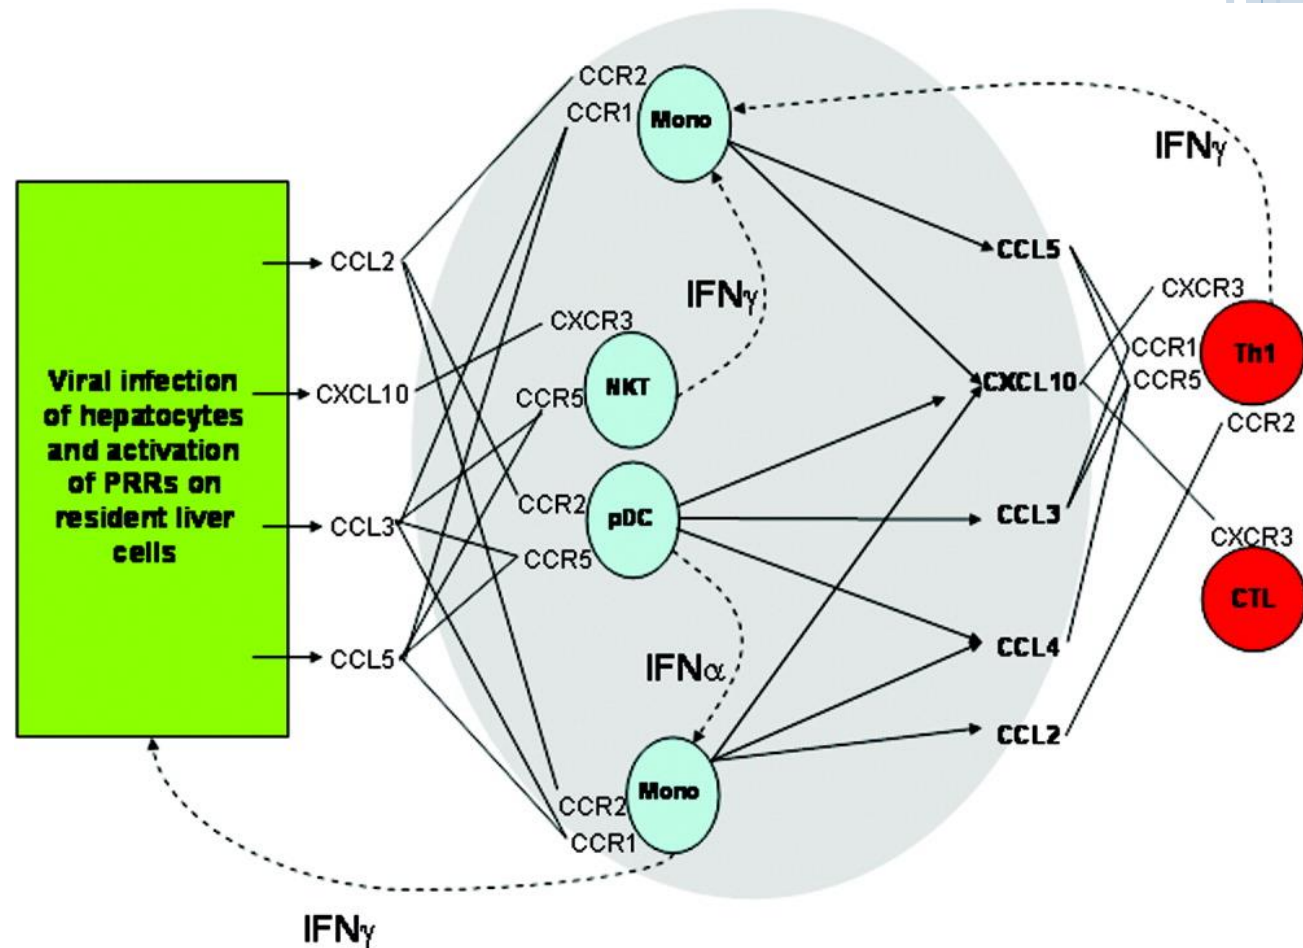 Viral infection
of hepatocytes
and activation
of PRRs on
resident liver
cells
CCL2
CXCL10
CCL3
CCL5
CCR2
CCR1
Mono
IFNγ
CXCR3
CCR5
NKT
CCR2
CCR5
pDC
IFNα
CCR2
CCR1
Mono
IFNγ
CCL5
CXCL10
CCL3
CCL4
CCL2
IFNγ
CXCR3
CCR1
CCR5
Th1
CCR2
CXCR3
CTL